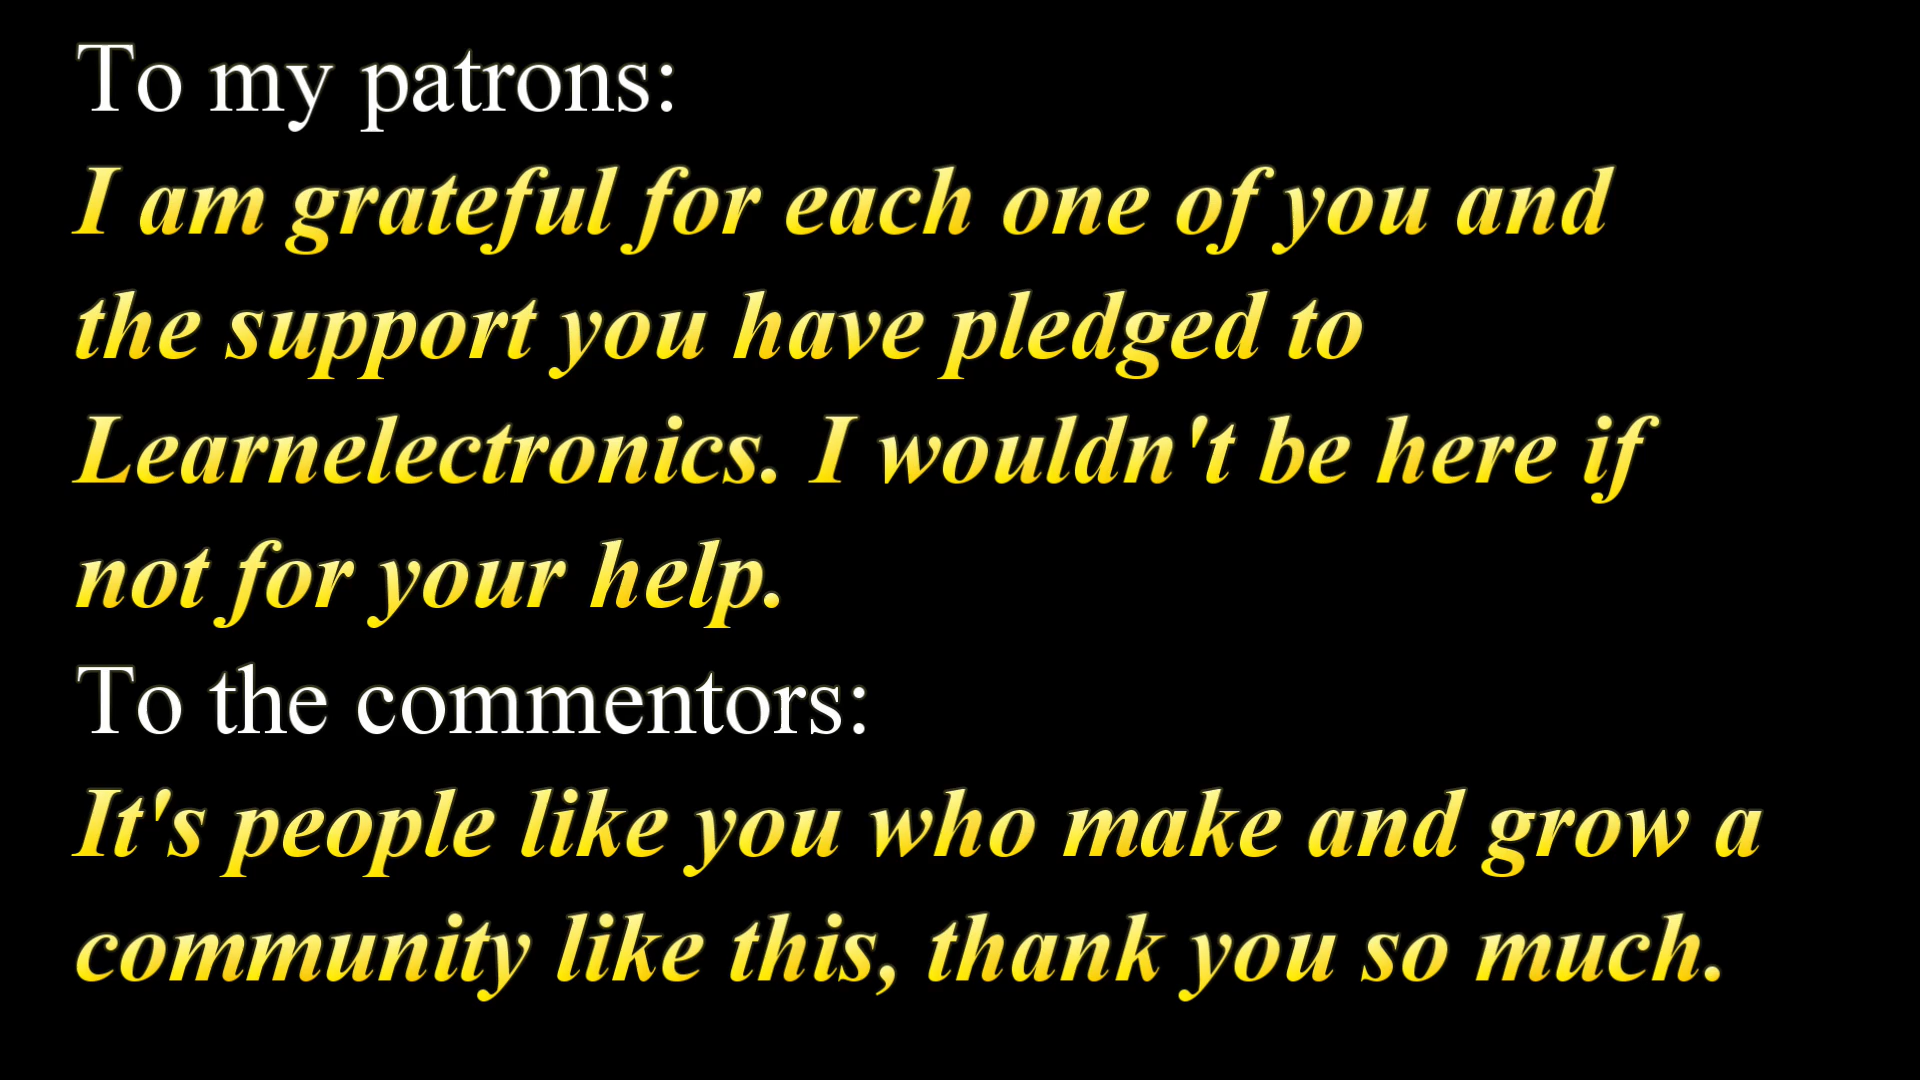 To my patrons:
I am grateful for each one of you and
the support you have pledged to
Learnelectronics. I wouldn't be here if
not for your help.
To the commentors:
It's people like you who make and grow a
community like this, thank you so much.